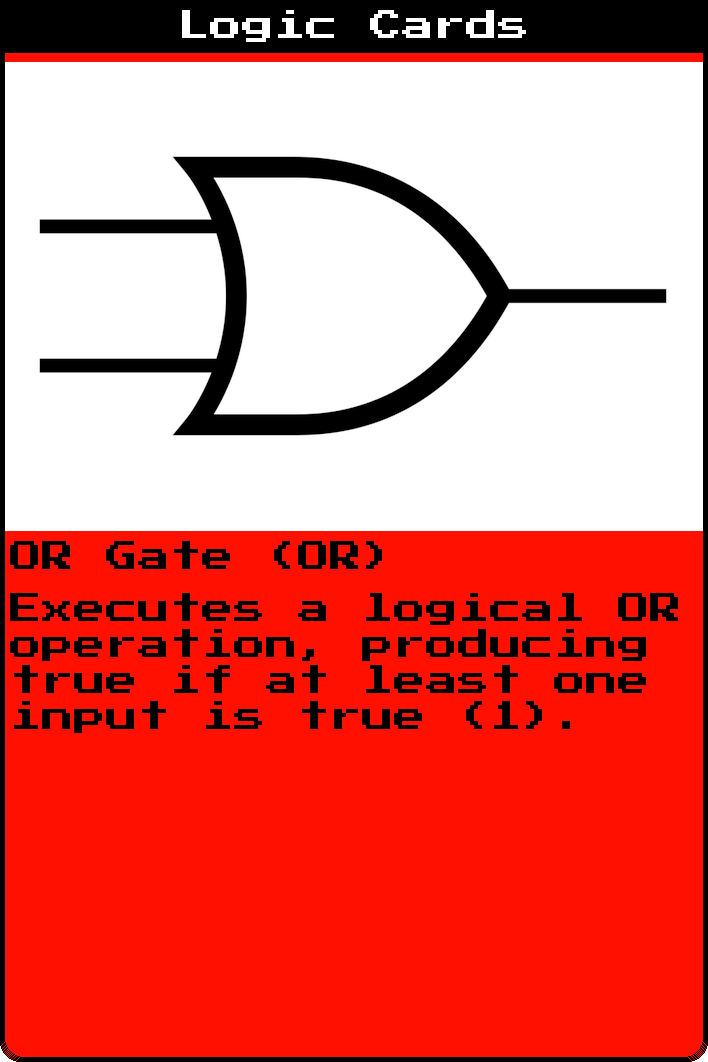 Logic Cards
OR Gate (OR)
Executes a logical OR
operation, producing
true if at least one
input is true (1).